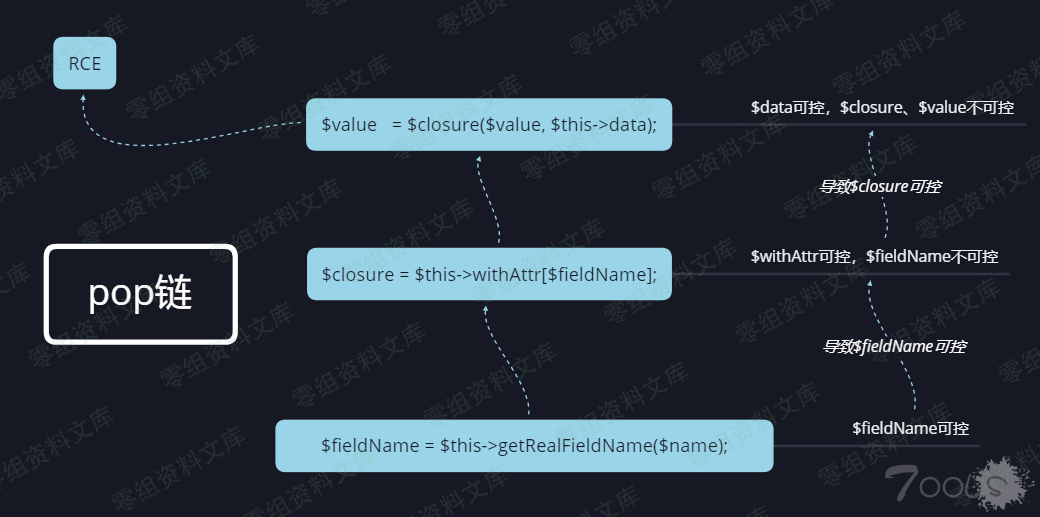 RCE
$value = $closure($value, $this->data);
$data可控，$closure、$value不可控
导致$closure可控
$closure = $this->withAttr[$fieldName];
$withAttr可控，$fieldName不可控
pop链
导致$fieldName可控
$fieldName = $this->getRealFieldName($name);
$fieldName可控
零组资料文库
7ools